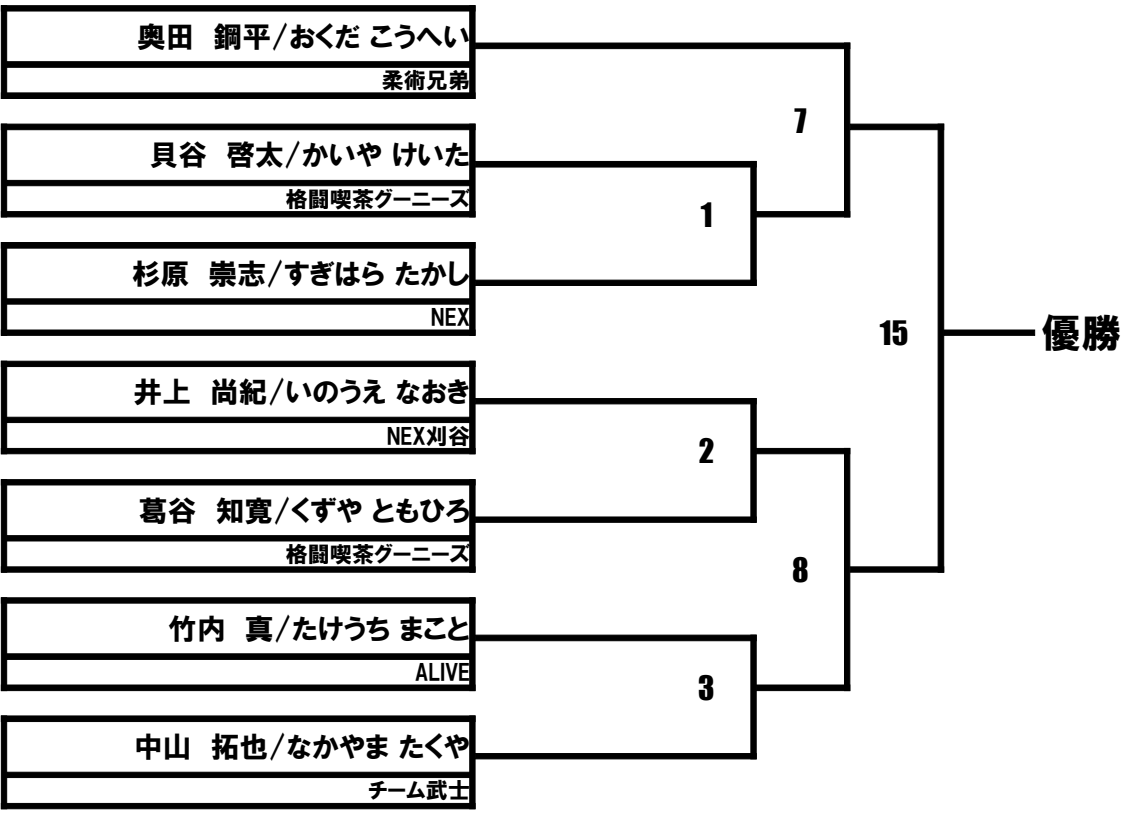 奥田 鋼平/おくだ こうへい
柔術兄弟
7
貝谷 啓太/かいや けいた
格闘喫茶グーニーズ
1
杉原 崇志/すぎはら たかし
NEX
15
優勝
井上 尚紀/いのうえ なおき
NEX刈谷
2
葛谷 知寛/くずや ともひろ
格闘喫茶グーニーズ
8
竹内 真/たけうち まこと
ALIVE
3
中山 拓也/なかやま たくや
チーム武士